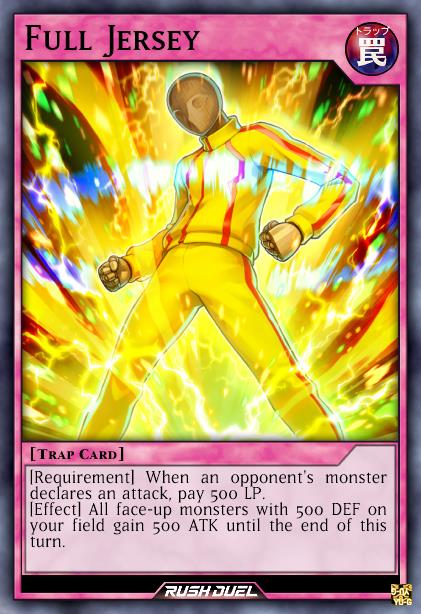 FULL JERSEY
トラップ
罠
[TRAP CARD]
[Requirement] When an opponent's monster
declares an attack, pay 500 LP.
[Effect] All face-up monsters with 500 DEF on
your field gain 500 ATK until the end of this
turn.
RUSH DUEL